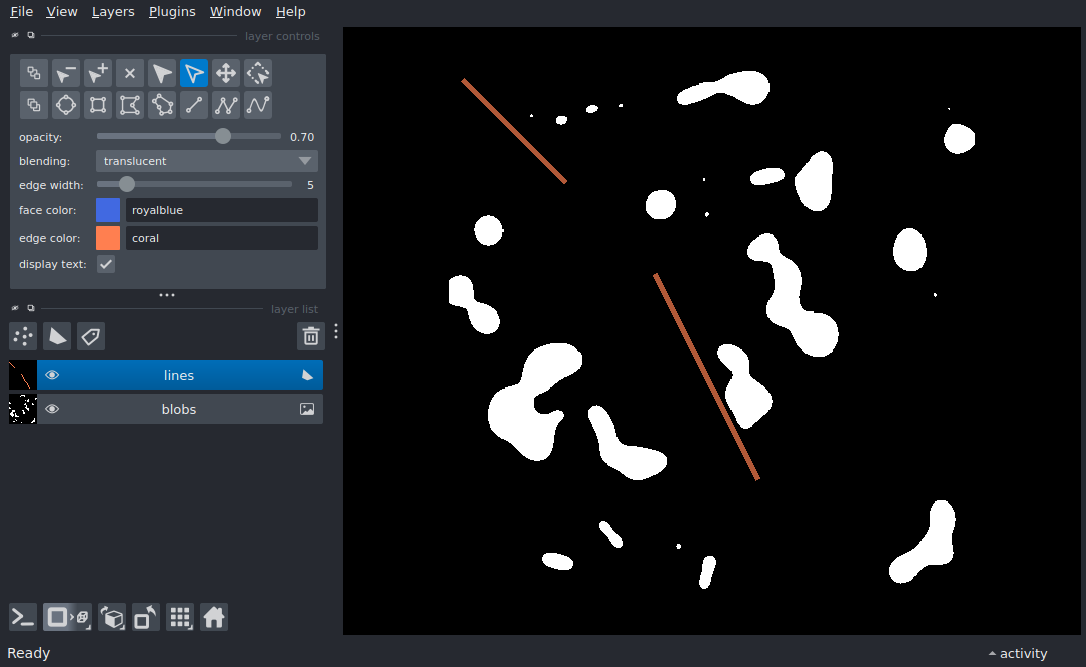 File View Layers Plugins Window Help
layer controls
opacity: 0.70
blending: translucent
edge width: 5
face color: royalblue
edge color: coral
display text:
layer list
lines
blobs
Ready activity